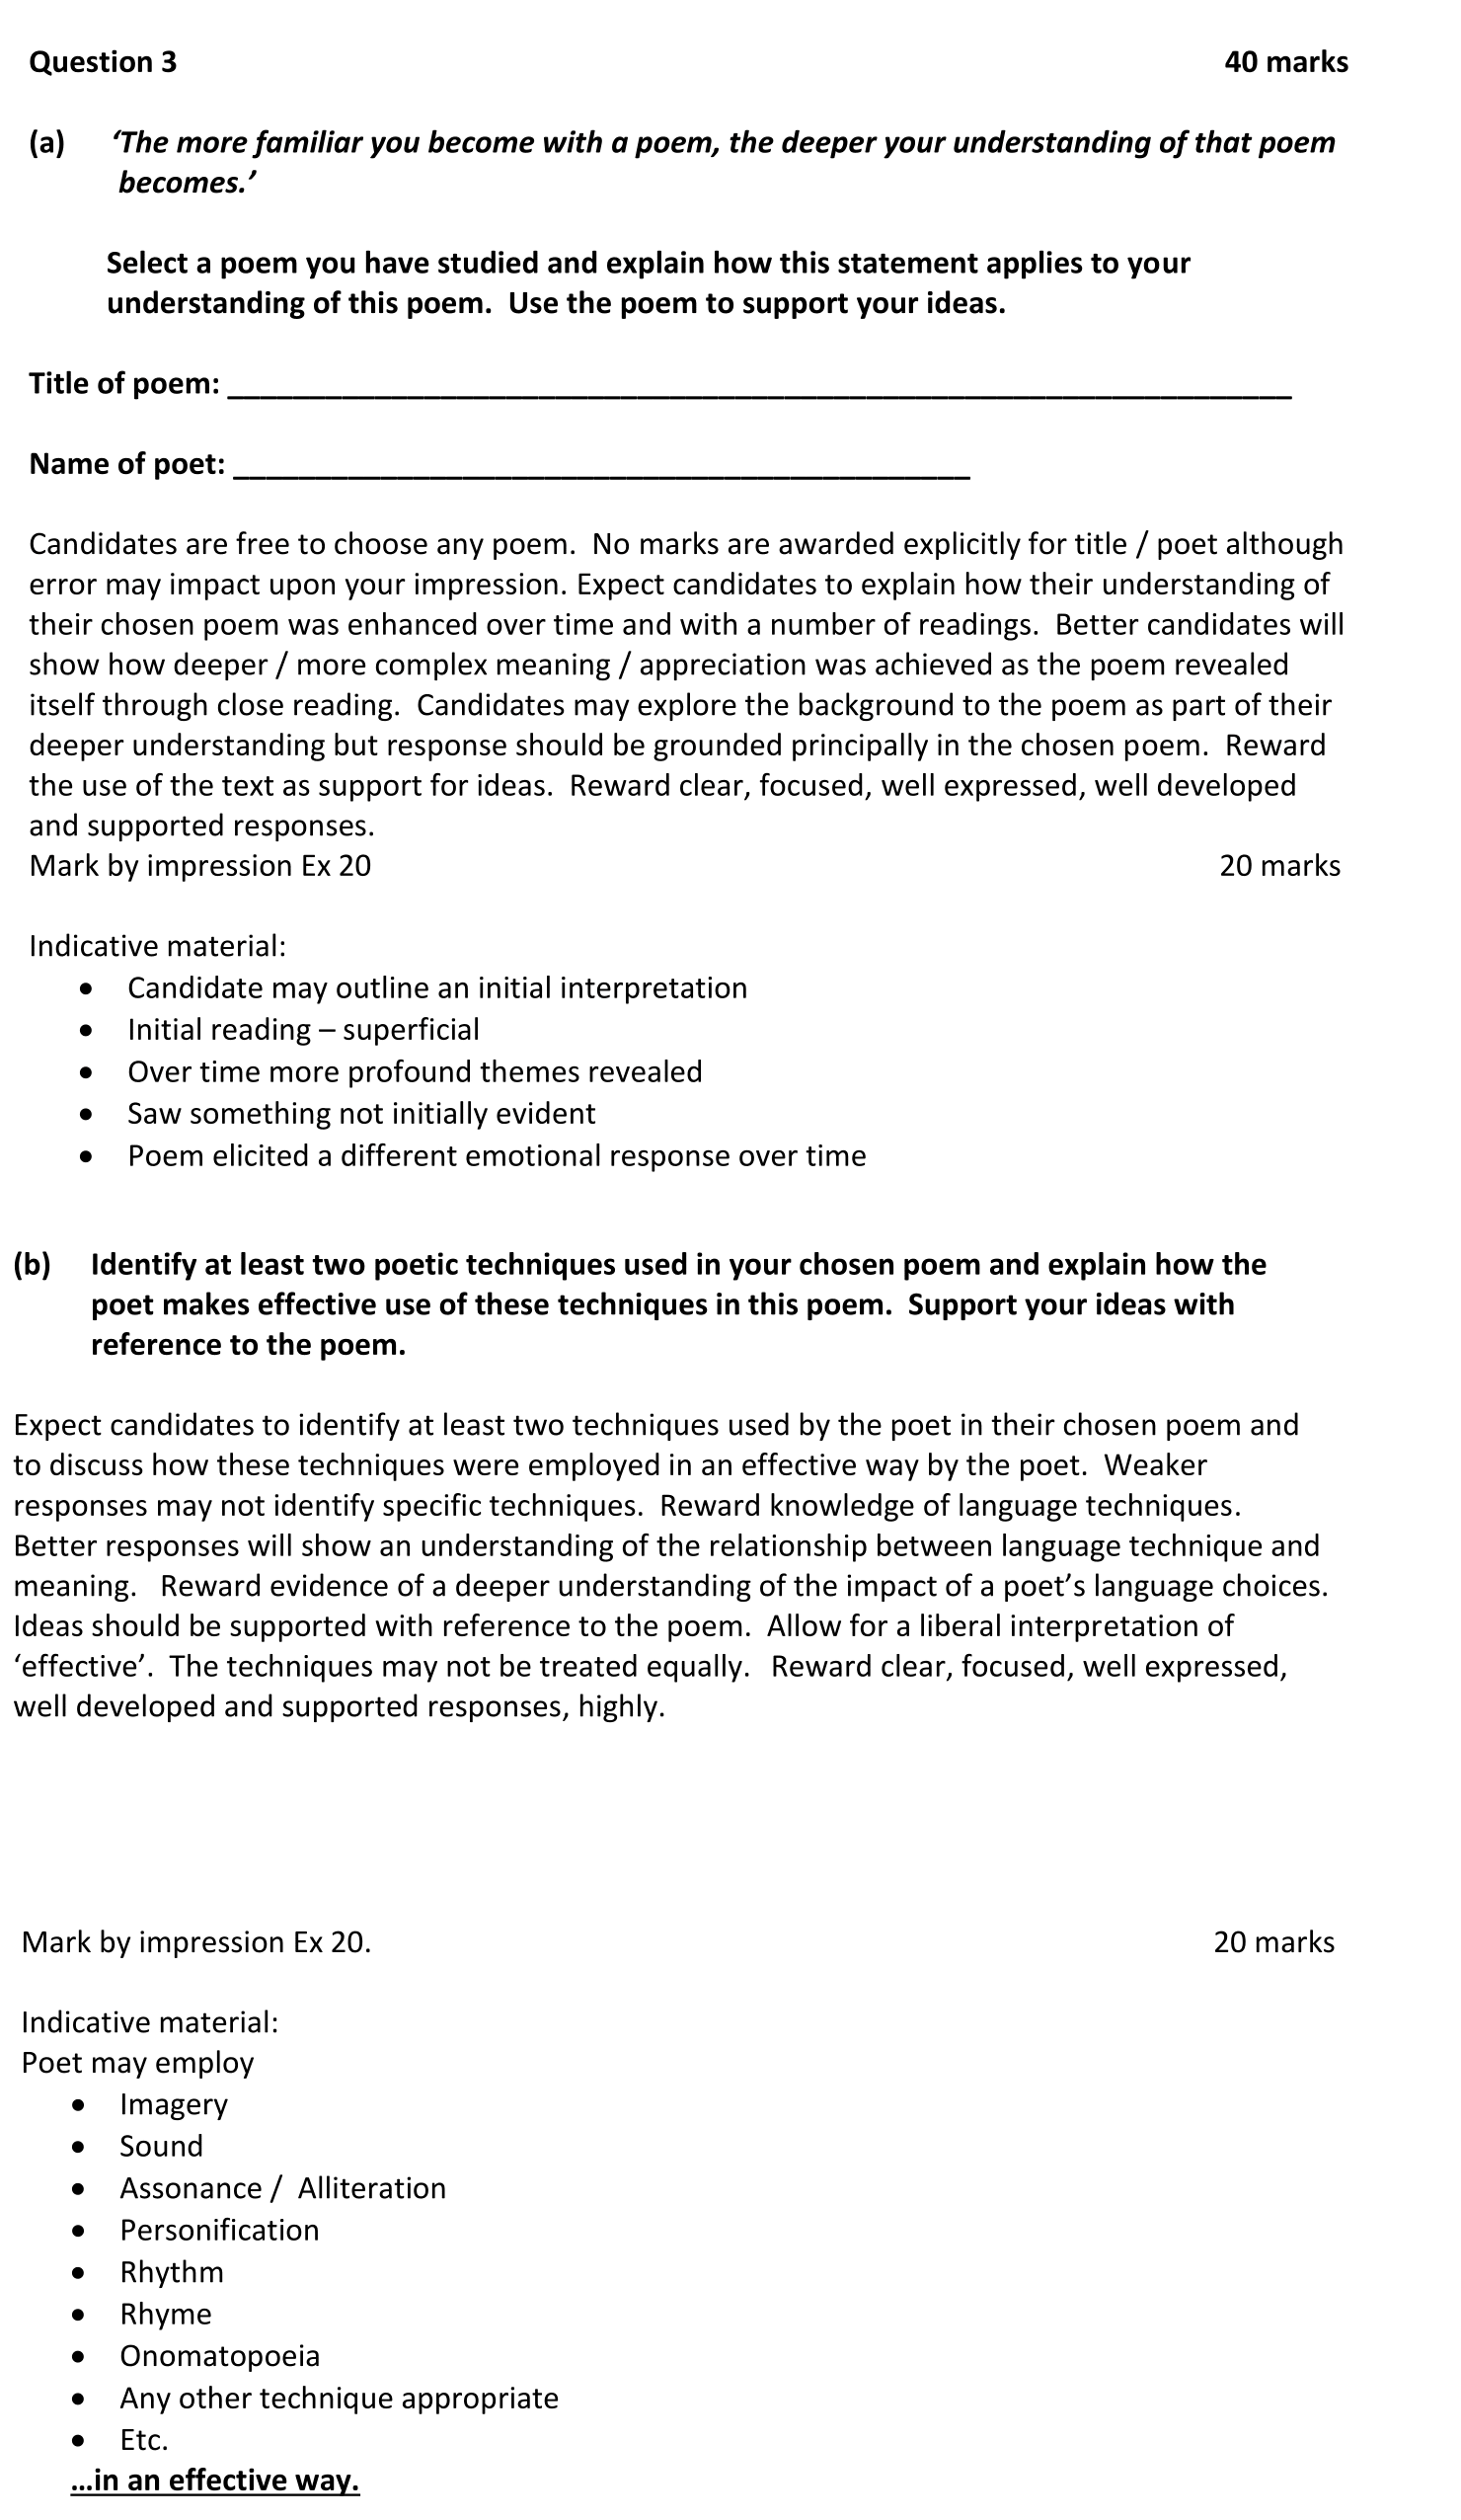 Question 3 40 marks
(a) ‘The more familiar you become with a poem, the deeper your understanding of that poem
becomes.’
Select a poem you have studied and explain how this statement applies to your
understanding of this poem. Use the poem to support your ideas.
Title of poem: _________________________________________________________________
Name of poet: _____________________________________________
Candidates are free to choose any poem. No marks are awarded explicitly for title / poet although
error may impact upon your impression. Expect candidates to explain how their understanding of
their chosen poem was enhanced over time and with a number of readings. Better candidates will
show how deeper / more complex meaning / appreciation was achieved as the poem revealed
itself through close reading. Candidates may explore the background to the poem as part of their
deeper understanding but response should be grounded principally in the chosen poem. Reward
the use of the text as support for ideas. Reward clear, focused, well expressed, well developed
and supported responses.
Mark by impression Ex 20 20 marks
Indicative material:
• Candidate may outline an initial interpretation
• Initial reading – superficial
• Over time more profound themes revealed
• Saw something not initially evident
• Poem elicited a different emotional response over time
(b) Identify at least two poetic techniques used in your chosen poem and explain how the
poet makes effective use of these techniques in this poem. Support your ideas with
reference to the poem.
Expect candidates to identify at least two techniques used by the poet in their chosen poem and
to discuss how these techniques were employed in an effective way by the poet. Weaker
responses may not identify specific techniques. Reward knowledge of language techniques.
Better responses will show an understanding of the relationship between language technique and
meaning. Reward evidence of a deeper understanding of the impact of a poet’s language choices.
Ideas should be supported with reference to the poem. Allow for a liberal interpretation of
‘effective’. The techniques may not be treated equally. Reward clear, focused, well expressed,
well developed and supported responses, highly.
Mark by impression Ex 20. 20 marks
Indicative material:
Poet may employ
• Imagery
• Sound
• Assonance / Alliteration
• Personification
• Rhythm
• Rhyme
• Onomatopoeia
• Any other technique appropriate
• Etc.
…in an effective way.